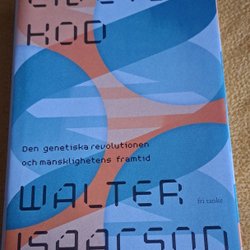 KOD
Den genetiska revolutionen
och mänsklighetens framtid
WALTER
fri tanke
ISAACSON